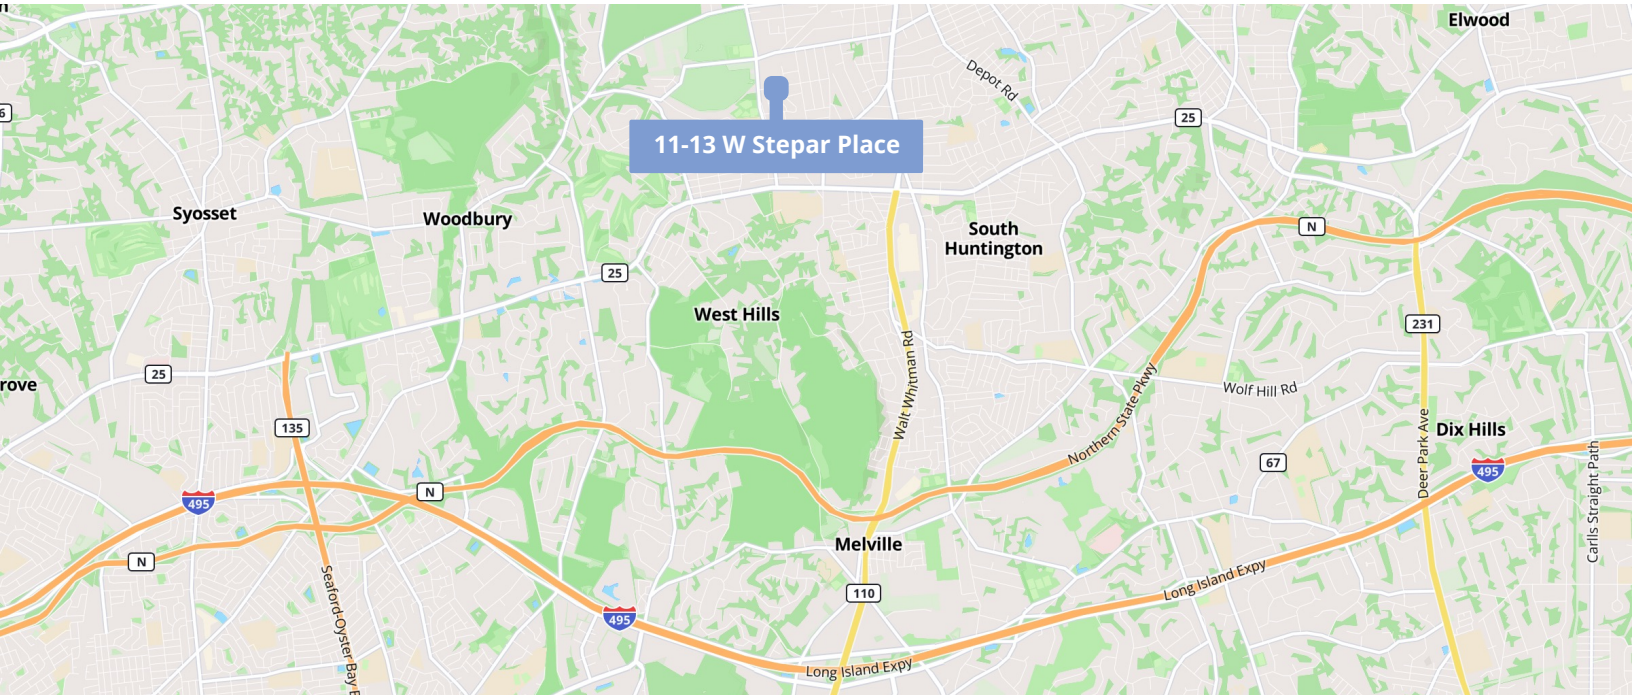 Elwood
Depot Rd
25
11-13 W Stepar Place
Syosset
Woodbury
South
Huntington
N
25
West Hills
231
Walt Whitman Rd
25
Wolf Hill Rd
135
Northern State Pkwy
Deer Park Ave
Dix Hills
67
495
Carlls Straight Path
N
495
Melville
N
110
Long Island Expy
Seaford-Oyster Bay E
495
Long Island Expy